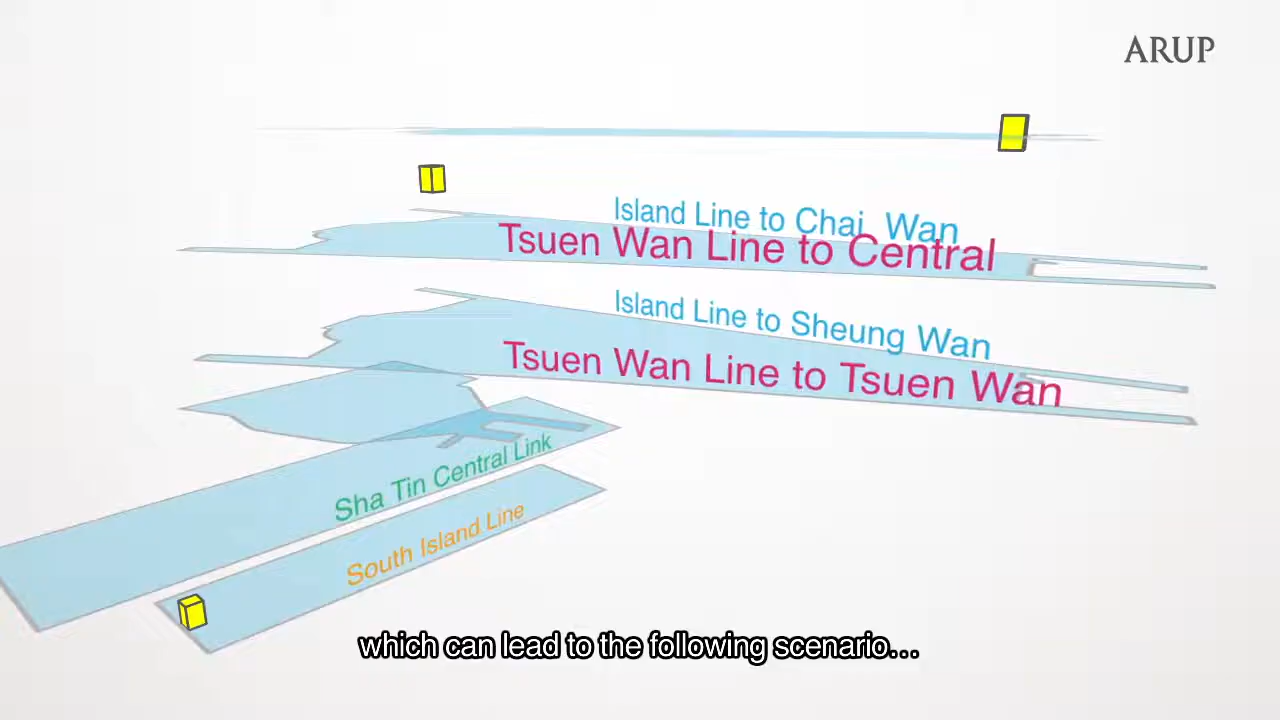 ARUP
Island Line to Chai Wan
Tsuen Wan Line to Central
Island Line to Sheung Wan
Tsuen Wan Line to Tsuen Wan
Sha Tin Central Link
South Island Line
which can lead to the following scenario...